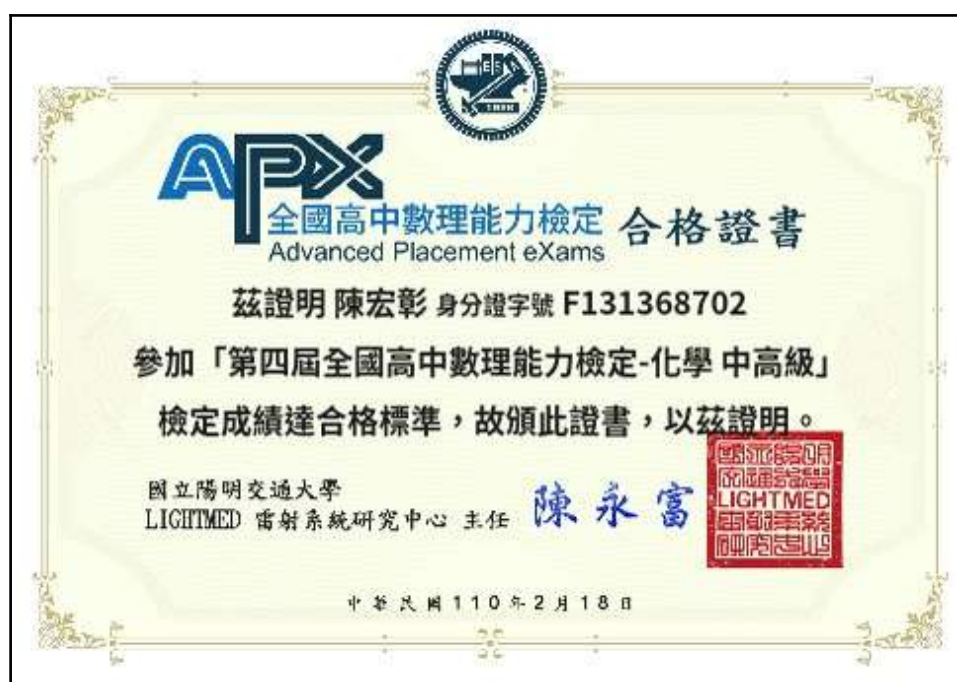 APX
全國高中數理能力檢定 合格證書
Advanced Placement eXams
茲證明 陳宏彰 身分證字號 F131368702
參加「第四屆全國高中數理能力檢定-化學 中高級」
檢定成績達合格標準，故頒此證書，以茲證明。
國立陽明交通大學
LIGHTMED 雷射系統研究中心 主任 陳永富
LIGHTMED
中華民國110年2月18日